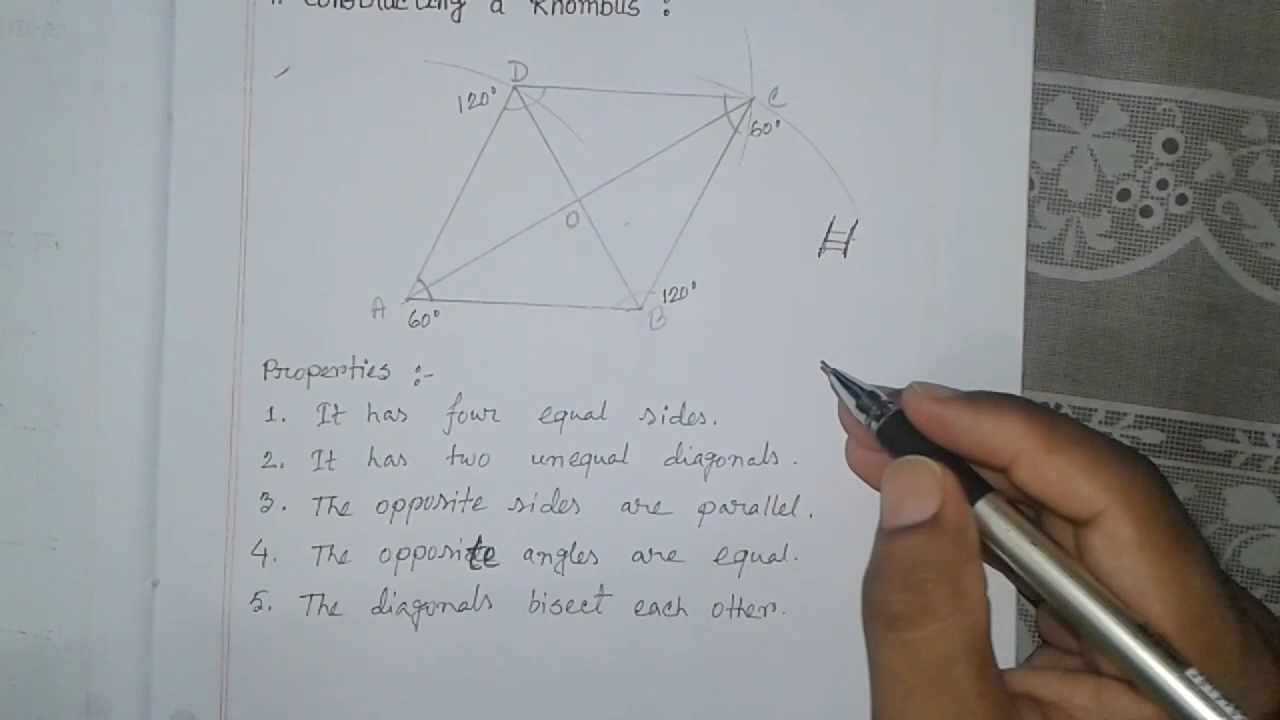 Constructing a Rhombus :
D
120°
C
60°
O
120°
A
B
60°
Properties :-
1. It has four equal sides.
2. It has two unequal diagonals.
3. The opposite sides are parallel.
4. The opposite angles are equal.
5. The diagonals bisect each other.